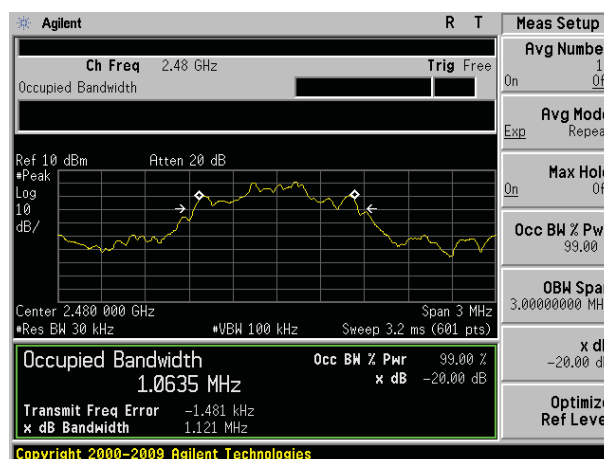 Agilent R T
Meas Setup
Ch Freq 2.48 GHz Trig Free
Occupied Bandwidth
Avg Numbe
1
On Of
Avg Mod
Exp Repea
Max Hol
On Of
Occ BW % Pw
99.00
OBW Spa
3.00000000 MH
x d
-20.00 d
Optimiz
Ref Leve
Ref 10 dBm Atten 20 dB
#Peak
Log
10
dB/
Center 2.480 000 GHz Span 3 MHz
#Res BW 30 kHz #VBW 100 kHz Sweep 3.2 ms (601 pts)
Occupied Bandwidth Occ BW % Pwr 99.00 %
1.0635 MHz x dB -20.00 dB
Transmit Freq Error -1.481 kHz
x dB Bandwidth 1.121 MHz
Copyright 2000-2009 Agilent Technologies